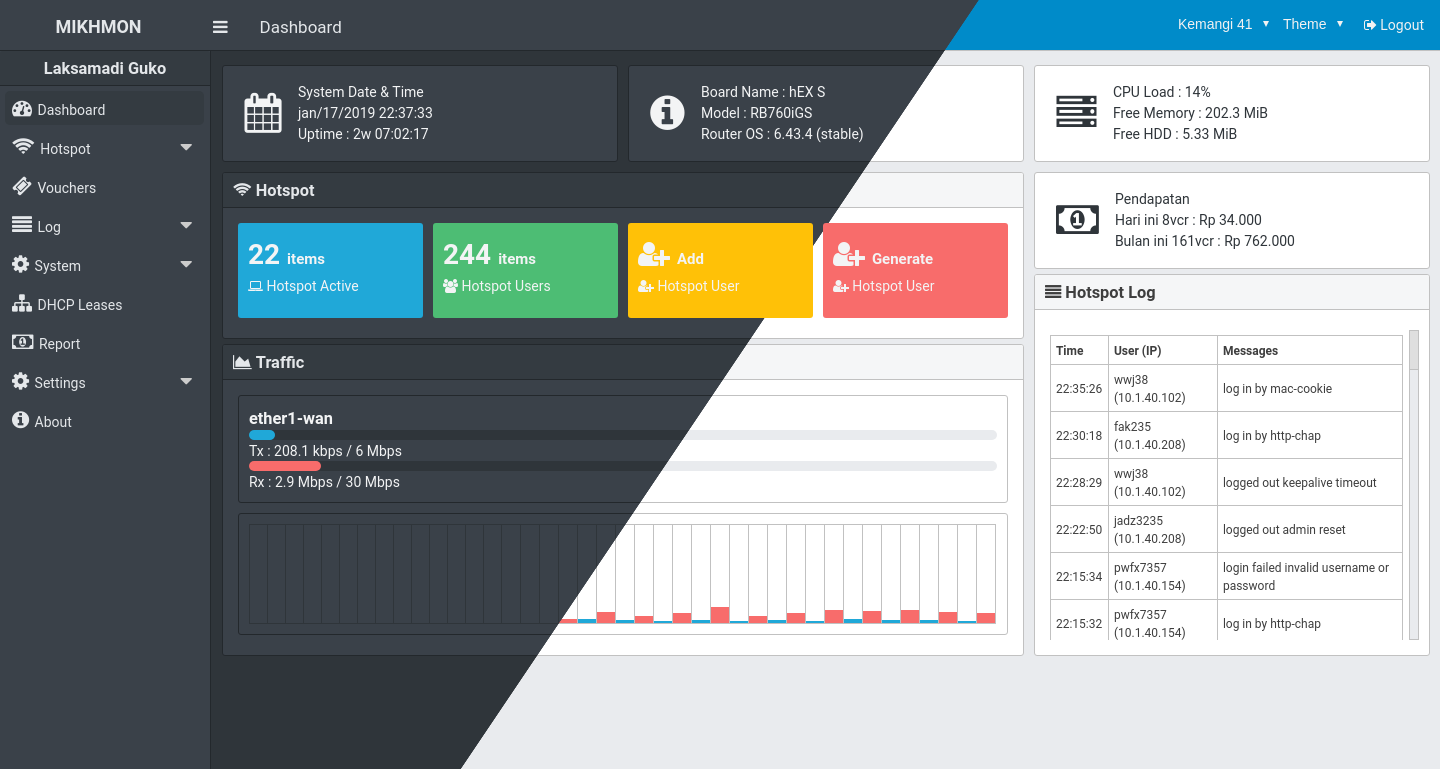 MIKHMON
Dashboard
Kemangi 41
Theme
Logout
Laksamadi Guko
Dashboard
Hotspot
Vouchers
Log
System
DHCP Leases
Report
Settings
About
System Date & Time
jan/17/2019 22:37:33
Uptime : 2w 07:02:17
Board Name : hEX S
Model : RB760iGS
Router OS : 6.43.4 (stable)
CPU Load : 14%
Free Memory : 202.3 MiB
Free HDD : 5.33 MiB
Hotspot
22 items
Hotspot Active
244 items
Hotspot Users
Add
Hotspot User
Generate
Hotspot User
Pendapatan
Hari ini 8vcr : Rp 34.000
Bulan ini 161vcr : Rp 762.000
Traffic
ether1-wan
Tx : 208.1 kbps / 6 Mbps
Rx : 2.9 Mbps / 30 Mbps
Hotspot Log
Time User (IP) Messages
22:35:26 wwj38 (10.1.40.102) log in by mac-cookie
22:30:18 fak235 (10.1.40.208) log in by http-chap
22:28:29 wwj38 (10.1.40.102) logged out keepalive timeout
22:22:50 jadz3235 (10.1.40.208) logged out admin reset
22:15:34 pwfx7357 (10.1.40.154) login failed invalid username or password
22:15:32 pwfx7357 (10.1.40.154) log in by http-chap